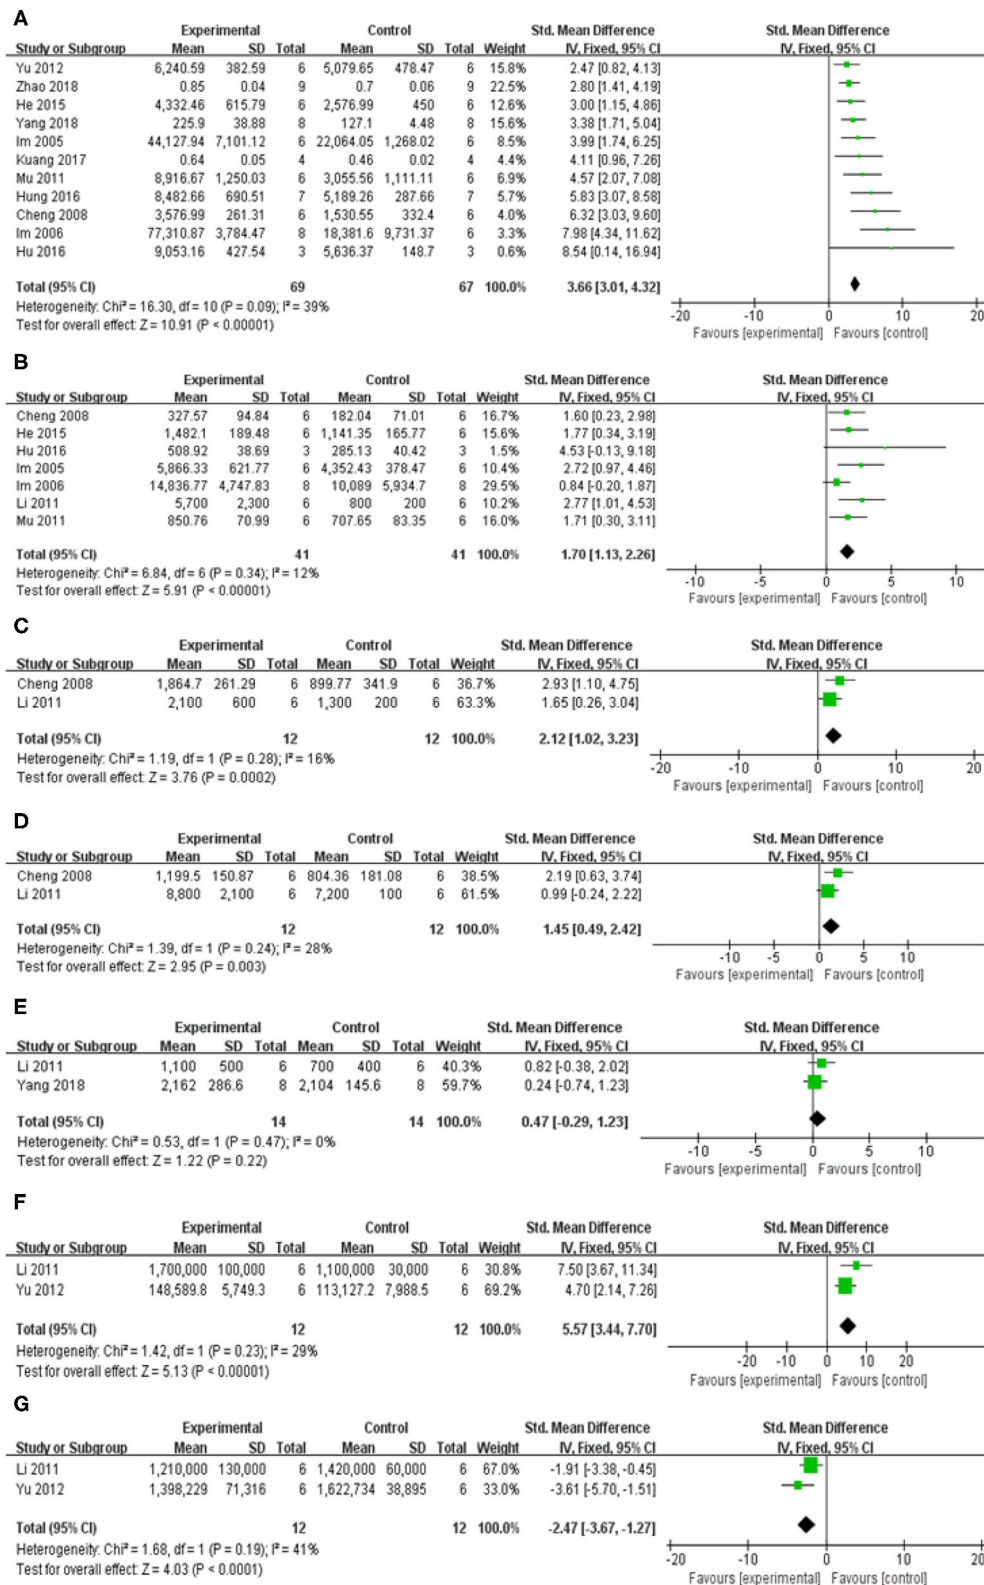 A
Experimental Control Std. Mean Difference Std. Mean Difference
Study or Subgroup Mean SD Total Mean SD Total Weight IV, Fixed, 95% CI IV, Fixed, 95% CI
Yu 2012 6,240.59 382.59 6 5,079.65 478.47 6 15.8% 2.47 [0.82, 4.13]
Zhao 2018 0.85 0.04 9 0.7 0.06 9 22.5% 2.80 [1.41, 4.19]
He 2015 4,332.46 615.79 6 2,576.99 450 6 12.6% 3.00 [1.15, 4.86]
Yang 2018 225.9 38.88 8 127.1 4.48 8 15.6% 3.38 [1.71, 5.04]
Im 2005 44,127.94 7,101.12 6 22,064.05 1,268.02 6 8.5% 3.99 [1.74, 6.25]
Kuang 2017 0.64 0.05 4 0.46 0.02 4 4.4% 4.11 [0.96, 7.26]
Mu 2011 8,916.67 1,250.03 6 3,055.56 1,111.11 6 6.9% 4.57 [2.07, 7.08]
Hung 2016 8,482.66 690.51 7 5,189.26 287.66 7 5.7% 5.83 [3.07, 8.58]
Cheng 2008 3,576.99 261.31 6 1,530.55 332.4 6 4.0% 6.32 [3.03, 9.60]
Im 2006 77,310.87 3,784.47 8 18,381.6 9,731.37 6 3.3% 7.98 [4.34, 11.62]
Hu 2016 9,053.16 427.54 3 5,636.37 148.7 3 0.6% 8.54 [0.14, 16.94]
Total (95% CI) 69 67 100.0% 3.66 [3.01, 4.32]
Heterogeneity: Chi² = 16.30, df = 10 (P = 0.09); I² = 39%
Test for overall effect: Z = 10.91 (P < 0.00001)
-20 -10 0 10 20
Favours [experimental] Favours [control]
B
Experimental Control Std. Mean Difference Std. Mean Difference
Study or Subgroup Mean SD Total Mean SD Total Weight IV, Fixed, 95% CI IV, Fixed, 95% CI
Cheng 2008 327.57 94.84 6 182.04 71.01 6 16.7% 1.60 [0.23, 2.98]
He 2015 1,482.1 189.48 6 1,141.35 165.77 6 15.6% 1.77 [0.34, 3.19]
Hu 2016 508.92 38.69 3 285.13 40.42 3 1.5% 4.53 [-0.13, 9.18]
Im 2005 5,866.33 621.77 6 4,352.43 378.47 6 10.4% 2.72 [0.97, 4.46]
Im 2006 14,836.77 4,747.83 8 10,089 5,934.7 8 29.5% 0.84 [-0.20, 1.87]
Li 2011 5,700 2,300 6 800 200 6 10.2% 2.77 [1.01, 4.53]
Mu 2011 850.76 70.99 6 707.65 83.35 6 16.0% 1.71 [0.30, 3.11]
Total (95% CI) 41 41 100.0% 1.70 [1.13, 2.26]
Heterogeneity: Chi² = 6.84, df = 6 (P = 0.34); I² = 12%
Test for overall effect: Z = 5.91 (P < 0.00001)
-10 -5 0 5 10
Favours [experimental] Favours [control]
C
Experimental Control Std. Mean Difference Std. Mean Difference
Study or Subgroup Mean SD Total Mean SD Total Weight IV, Fixed, 95% CI IV, Fixed, 95% CI
Cheng 2008 1,864.7 261.29 6 899.77 341.9 6 36.7% 2.93 [1.10, 4.75]
Li 2011 2,100 600 6 1,300 200 6 63.3% 1.65 [0.26, 3.04]
Total (95% CI) 12 12 100.0% 2.12 [1.02, 3.23]
Heterogeneity: Chi² = 1.19, df = 1 (P = 0.28); I² = 16%
Test for overall effect: Z = 3.76 (P = 0.0002)
-20 -10 0 10 20
Favours [experimental] Favours [control]
D
Experimental Control Std. Mean Difference Std. Mean Difference
Study or Subgroup Mean SD Total Mean SD Total Weight IV, Fixed, 95% CI IV, Fixed, 95% CI
Cheng 2008 1,199.5 150.87 6 804.36 181.08 6 38.5% 2.19 [0.63, 3.74]
Li 2011 8,800 2,100 6 7,200 100 6 61.5% 0.99 [-0.24, 2.22]
Total (95% CI) 12 12 100.0% 1.45 [0.49, 2.42]
Heterogeneity: Chi² = 1.39, df = 1 (P = 0.24); I² = 28%
Test for overall effect: Z = 2.95 (P = 0.003)
-10 -5 0 5 10
Favours [experimental] Favours [control]
E
Experimental Control Std. Mean Difference Std. Mean Difference
Study or Subgroup Mean SD Total Mean SD Total Weight IV, Fixed, 95% CI IV, Fixed, 95% CI
Li 2011 1,100 500 6 700 400 6 40.3% 0.82 [-0.38, 2.02]
Yang 2018 2,162 286.6 8 2,104 145.6 8 59.7% 0.24 [-0.74, 1.23]
Total (95% CI) 14 14 100.0% 0.47 [-0.29, 1.23]
Heterogeneity: Chi² = 0.53, df = 1 (P = 0.47); I² = 0%
Test for overall effect: Z = 1.22 (P = 0.22)
-10 -5 0 5 10
Favours [experimental] Favours [control]
F
Experimental Control Std. Mean Difference Std. Mean Difference
Study or Subgroup Mean SD Total Mean SD Total Weight IV, Fixed, 95% CI IV, Fixed, 95% CI
Li 2011 1,700,000 100,000 6 1,100,000 30,000 6 30.8% 7.50 [3.67, 11.34]
Yu 2012 148,589.8 5,749.3 6 113,127.2 7,988.5 6 69.2% 4.70 [2.14, 7.26]
Total (95% CI) 12 12 100.0% 5.57 [3.44, 7.70]
Heterogeneity: Chi² = 1.42, df = 1 (P = 0.23); I² = 29%
Test for overall effect: Z = 5.13 (P < 0.00001)
-20 -10 0 10 20
Favours [experimental] Favours [control]
G
Experimental Control Std. Mean Difference Std. Mean Difference
Study or Subgroup Mean SD Total Mean SD Total Weight IV, Fixed, 95% CI IV, Fixed, 95% CI
Li 2011 1,210,000 130,000 6 1,420,000 60,000 6 67.0% -1.91 [-3.38, -0.45]
Yu 2012 1,398,229 71,316 6 1,622,734 38,895 6 33.0% -3.61 [-5.70, -1.51]
Total (95% CI) 12 12 100.0% -2.47 [-3.67, -1.27]
Heterogeneity: Chi² = 1.68, df = 1 (P = 0.19); I² = 41%
Test for overall effect: Z = 4.03 (P < 0.0001)
-20 -10 0 10 20
Favours [experimental] Favours [control]